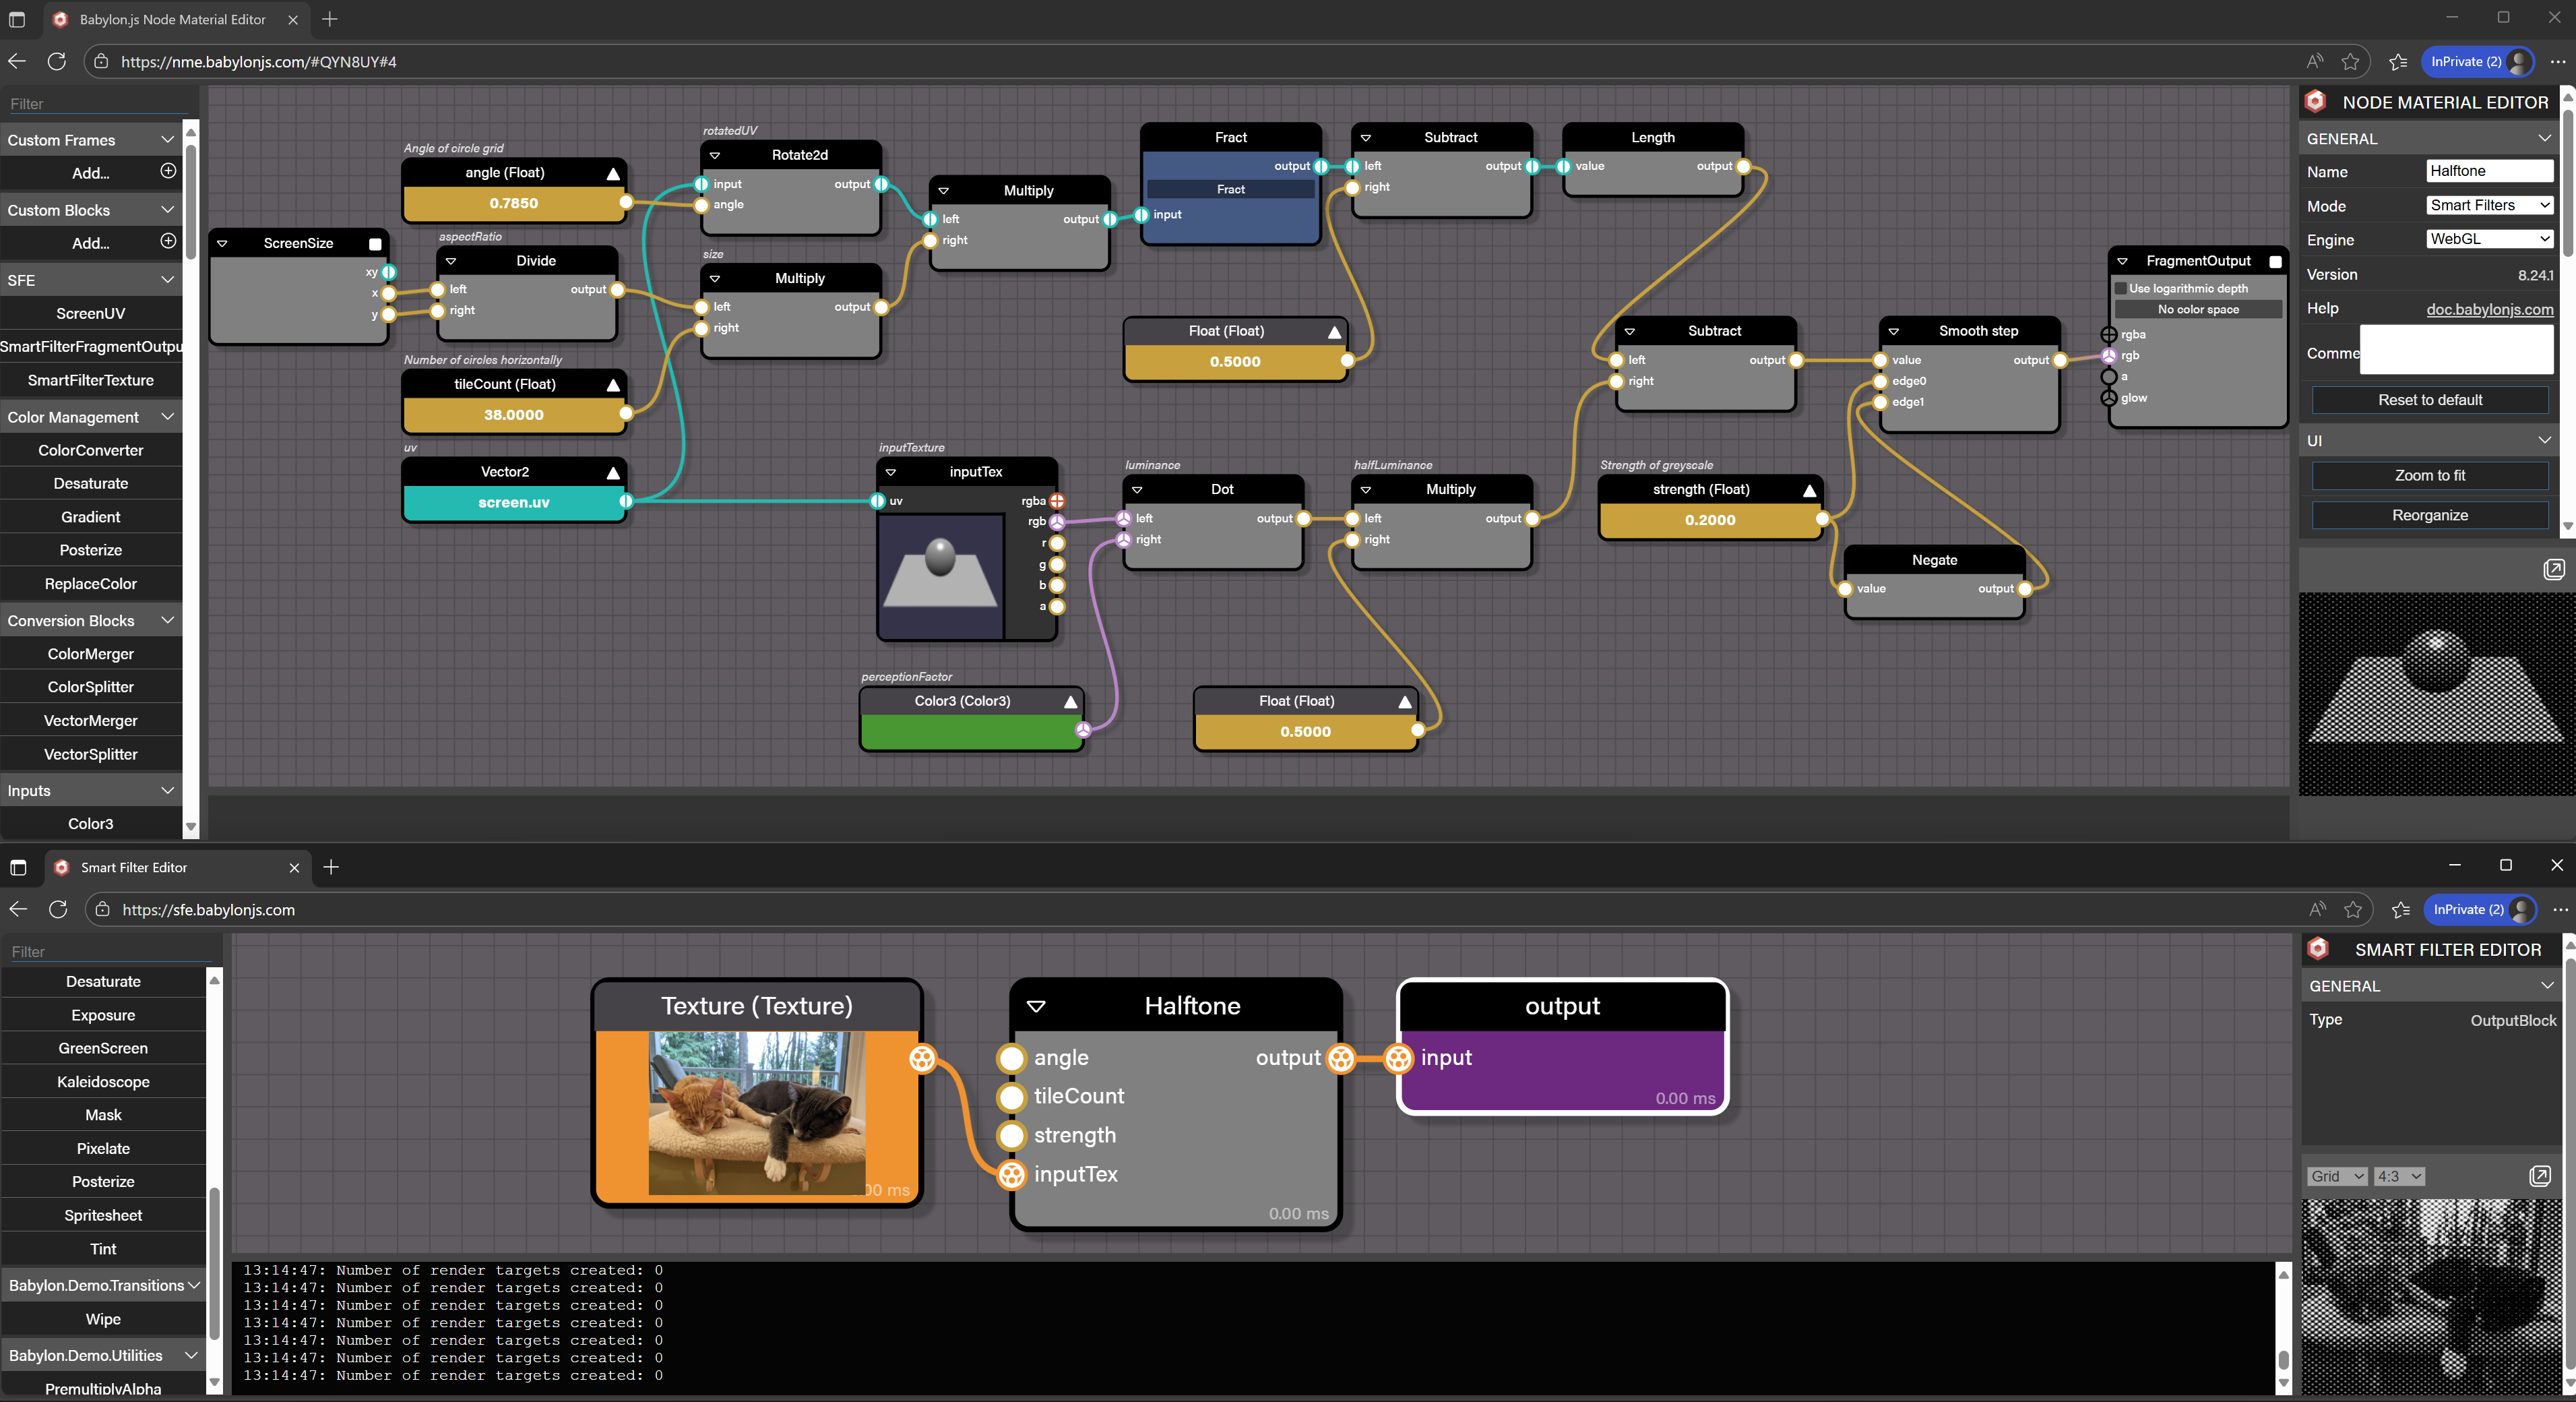 Babylon.js Node Material Editor
https://nme.babylonjs.com/#QYN8UY#4
InPrivate (2)
Filter
Custom Frames
Add...
Custom Blocks
Add...
SFE
ScreenUV
SmartFilterFragmentOutpu
SmartFilterTexture
Color Management
ColorConverter
Desaturate
Gradient
Posterize
ReplaceColor
Conversion Blocks
ColorMerger
ColorSplitter
VectorMerger
VectorSplitter
Inputs
Color3
ScreenSize
xy
x
y
Angle of circle grid
angle (Float)
0.7850
aspectRatio
Divide
left
output
right
Number of circles horizontally
tileCount (Float)
38.0000
uv
Vector2
screen.uv
rotatedUV
Rotate2d
input
output
angle
size
Multiply
left
output
right
Multiply
left
output
right
Fract
output
Fract
input
Subtract
left
output
right
Length
value
output
Float (Float)
0.5000
inputTexture
inputTex
uv
rgba
rgb
r
g
b
a
perceptionFactor
Color3 (Color3)
luminance
Dot
left
output
right
halfLuminance
Multiply
left
output
right
Float (Float)
0.5000
Subtract
left
output
right
Strength of greyscale
strength (Float)
0.2000
Smooth step
value
output
edge0
edge1
Negate
value
output
FragmentOutput
Use logarithmic depth
No color space
rgba
rgb
a
glow
NODE MATERIAL EDITOR
GENERAL
Name
Halftone
Mode
Smart Filters
Engine
WebGL
Version
8.24.1
Help
doc.babylonjs.com
Comme
Reset to default
UI
Zoom to fit
Reorganize
Smart Filter Editor
https://sfe.babylonjs.com
InPrivate (2)
Filter
Desaturate
Exposure
GreenScreen
Kaleidoscope
Mask
Pixelate
Posterize
Spritesheet
Tint
Babylon.Demo.Transitions
Wipe
Babylon.Demo.Utilities
PremultiplyAlpha
Texture (Texture)
00 ms
Halftone
angle
output
tileCount
strength
inputTex
0.00 ms
output
input
0.00 ms
13:14:47: Number of render targets created: 0
13:14:47: Number of render targets created: 0
13:14:47: Number of render targets created: 0
13:14:47: Number of render targets created: 0
13:14:47: Number of render targets created: 0
13:14:47: Number of render targets created: 0
13:14:47: Number of render targets created: 0
SMART FILTER EDITOR
GENERAL
Type
OutputBlock
Grid
4:3